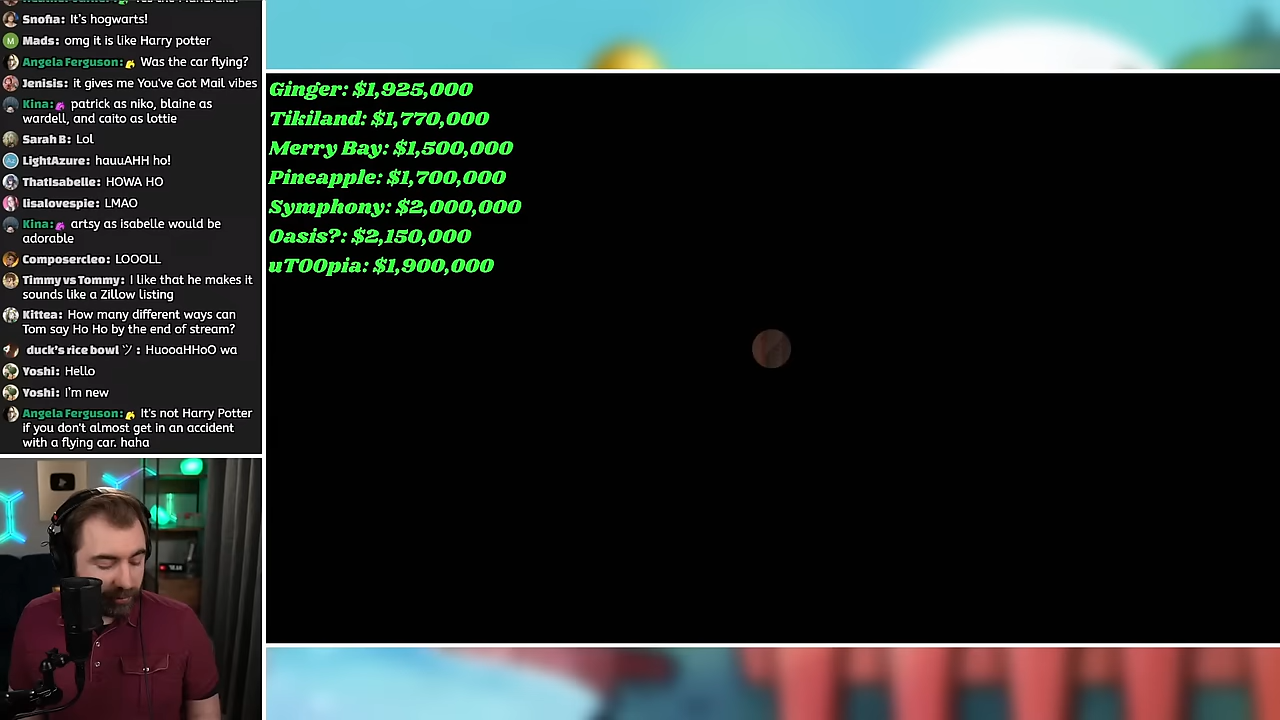 Snofia: It's hogwarts!
Mads: omg it is like Harry potter
Angela Ferguson: Was the car flying?
Jenisis: it gives me You've Got Mail vibes
Kina: patrick as niko, blaine as
wardell, and caito as lottie
Sarah B: Lol
LightAzure: hauuAHH ho!
ThatIsabelle: HOWA HO
lisalovespie: LMAO
Kina: artsy as isabelle would be
adorable
Composercleo: LOOOLL
Timmy vs Tommy: I like that he makes it
sounds like a Zillow listing
Kittea: How many different ways can
Tom say Ho Ho by the end of stream?
duck's rice bowl ツ: HuooaHHoO wa
Yoshi: Hello
Yoshi: I'm new
Angela Ferguson: It's not Harry Potter
if you don't almost get in an accident
with a flying car. haha
Ginger: $1,925,000
Tikiland: $1,770,000
Merry Bay: $1,500,000
Pineapple: $1,700,000
Symphony: $2,000,000
Oasis?: $2,150,000
uTOOpia: $1,900,000